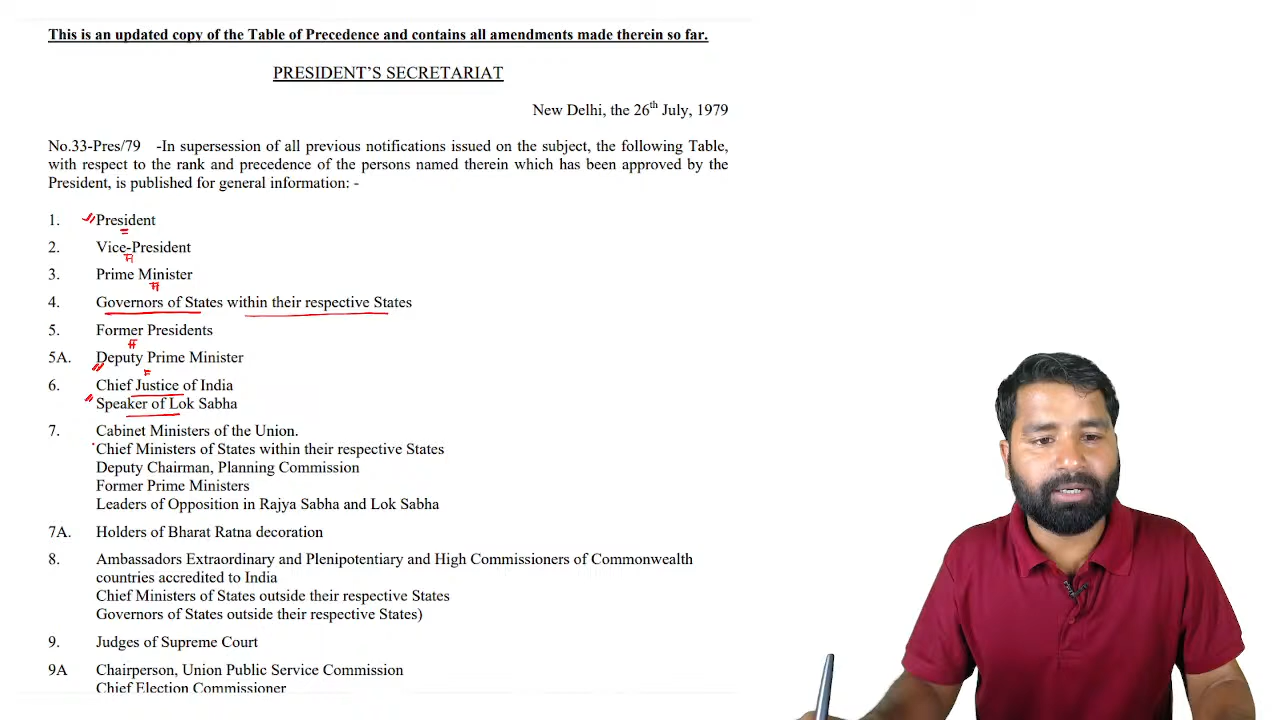 This is an updated copy of the Table of Precedence and contains all amendments made therein so far.
PRESIDENT'S SECRETARIAT
New Delhi, the 26th July, 1979
No.33-Pres/79 -In supersession of all previous notifications issued on the subject, the following Table,
with respect to the rank and precedence of the persons named therein which has been approved by the
President, is published for general information: -
1. President
2. Vice-President
3. Prime Minister
4. Governors of States within their respective States
5. Former Presidents
5A. Deputy Prime Minister
6. Chief Justice of India
Speaker of Lok Sabha
7. Cabinet Ministers of the Union.
Chief Ministers of States within their respective States
Deputy Chairman, Planning Commission
Former Prime Ministers
Leaders of Opposition in Rajya Sabha and Lok Sabha
7A. Holders of Bharat Ratna decoration
8. Ambassadors Extraordinary and Plenipotentiary and High Commissioners of Commonwealth
countries accredited to India
Chief Ministers of States outside their respective States
Governors of States outside their respective States)
9. Judges of Supreme Court
9A Chairperson, Union Public Service Commission
Chief Election Commissioner